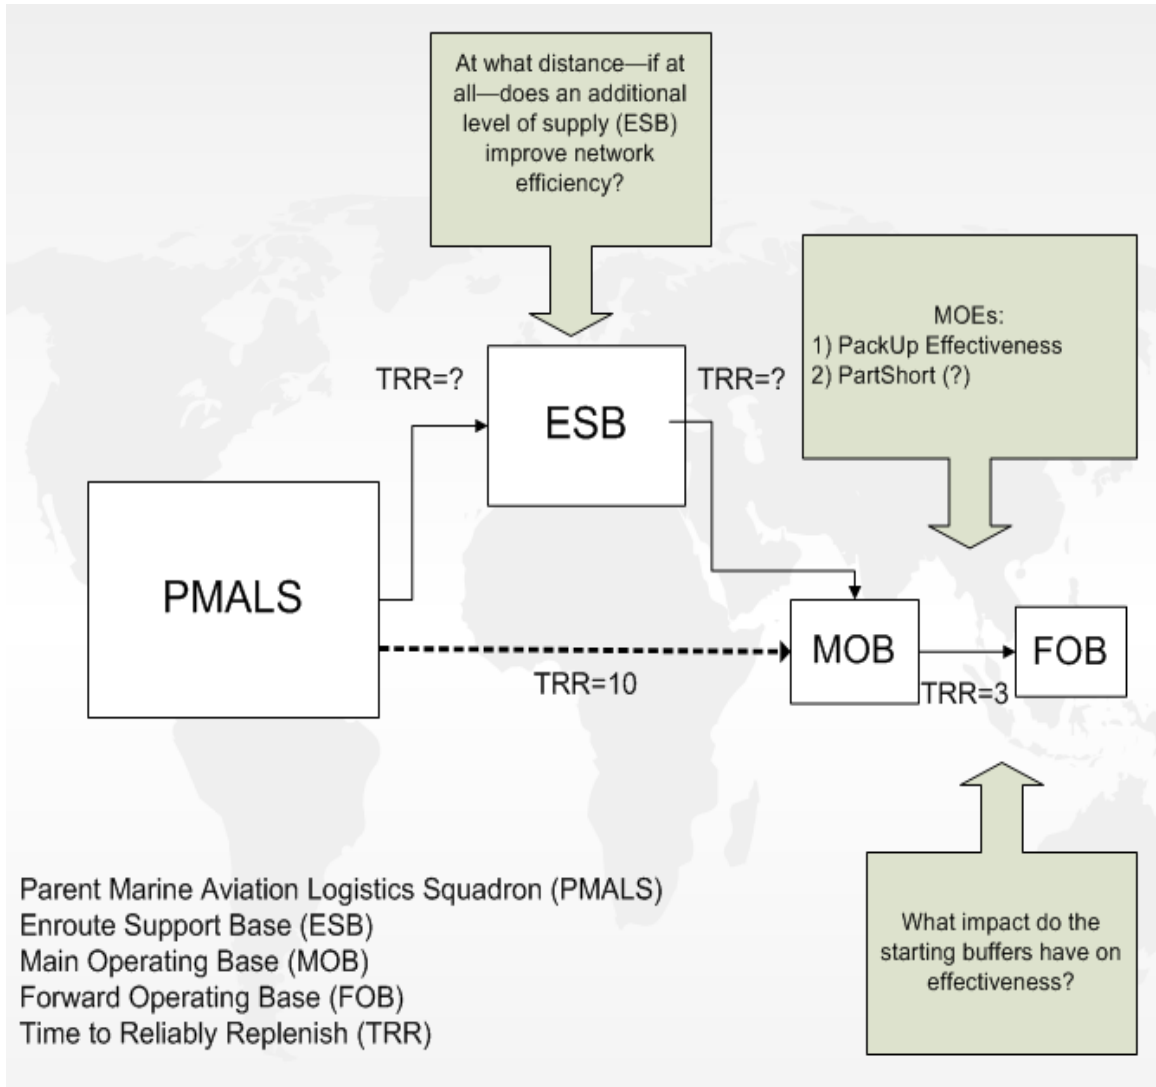 At what distance—if at
all—does an additional
level of supply (ESB)
improve network
efficiency?
MOEs:
1) PackUp Effectiveness
2) PartShort (?)
TRR=?
TRR=?
ESB
PMALS
MOB
FOB
TRR=10
TRR=3
Parent Marine Aviation Logistics Squadron (PMALS)
Enroute Support Base (ESB)
Main Operating Base (MOB)
Forward Operating Base (FOB)
Time to Reliably Replenish (TRR)
What impact do the
starting buffers have on
effectiveness?